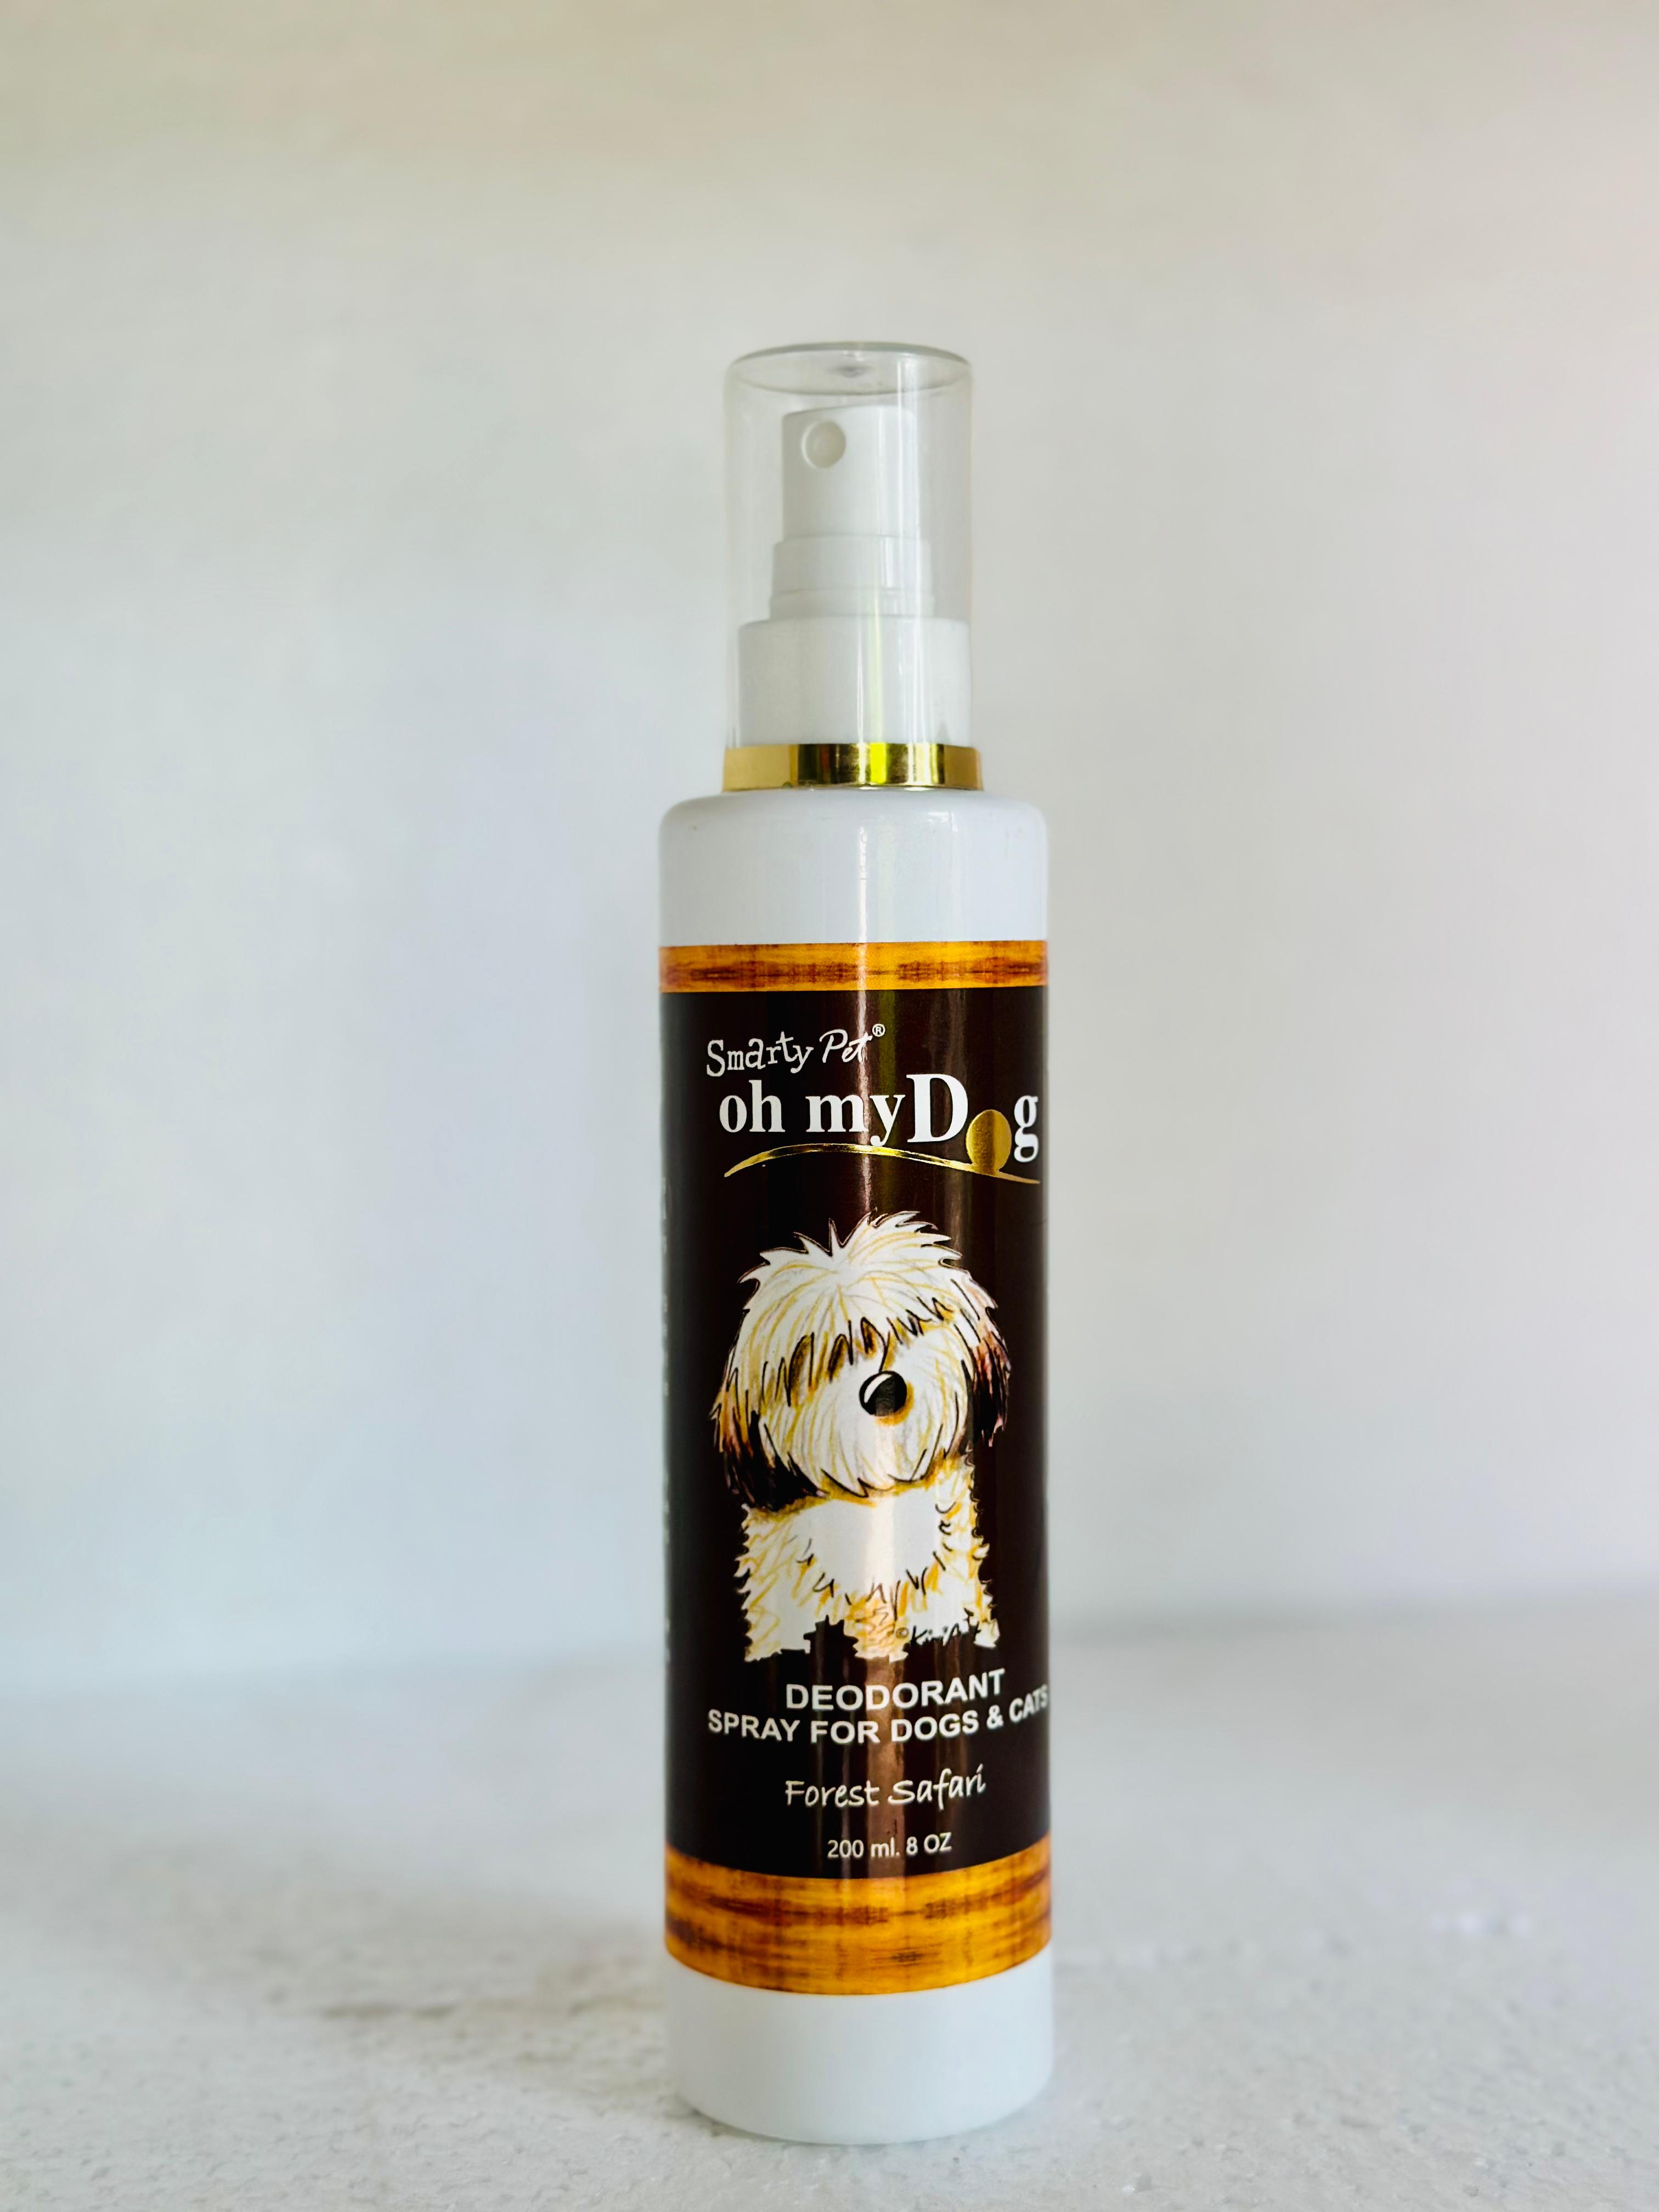 Smarty Pet®
oh myDog
DEODORANT
SPRAY FOR DOGS & CATS
Forest Safari
200 ml. 8 OZ